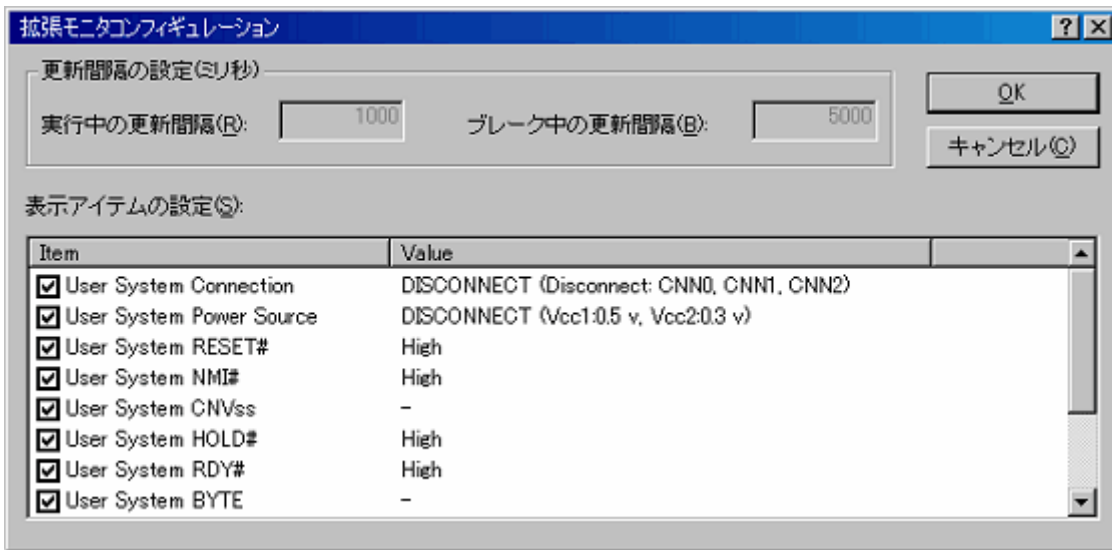 拡張モニタコンフィギュレーション
更新間隔の設定(ミリ秒)
実行中の更新間隔(R): 1000 ブレーク中の更新間隔(B): 5000
OK
キャンセル(C)
表示アイテムの設定(S):
Item Value
User System Connection DISCONNECT (Disconnect: CNN0, CNN1, CNN2)
User System Power Source DISCONNECT (Vcc1:0.5 v, Vcc2:0.3 v)
User System RESET# High
User System NMI# High
User System CNVss -
User System HOLD# High
User System RDY# High
User System BYTE -